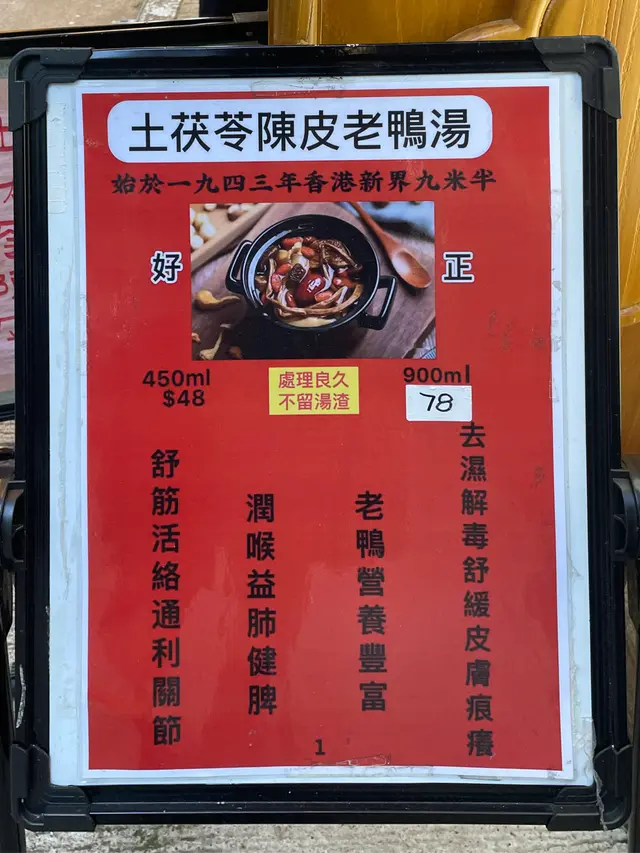 土茯苓陳皮老鴨湯
始於一九四三年香港新界九米半
好
正
450ml
$48
處理良久
不留湯渣
900ml
78
去濕解毒舒緩皮膚痕癢
老鴨營養豐富
潤喉益肺健脾
舒筋活絡通利關節
1